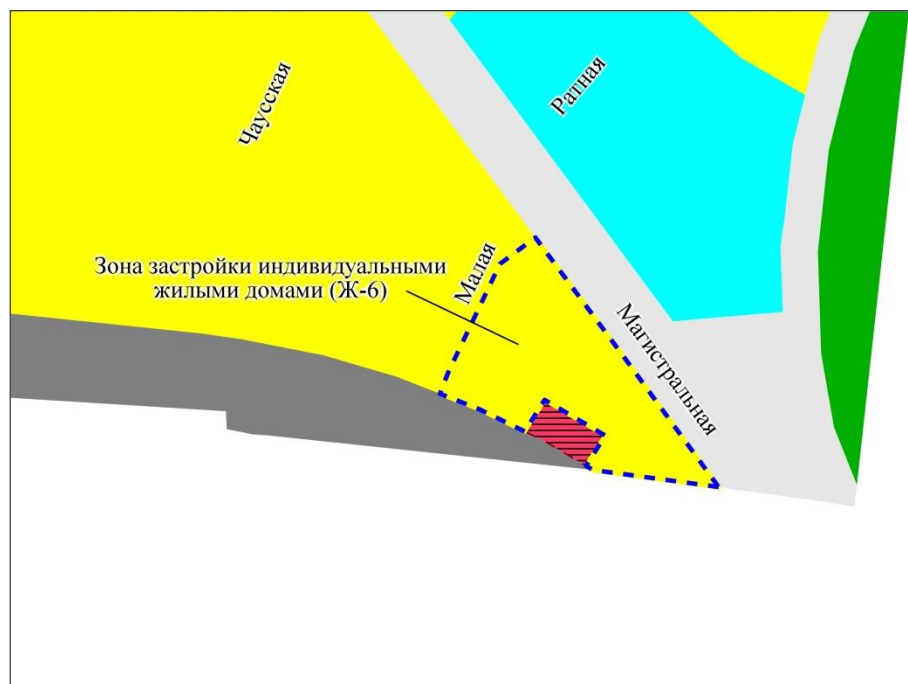 Чаусская
Ратная
Малая
Зона застройки индивидуальными
жилыми домами (Ж-6)
Магистральная